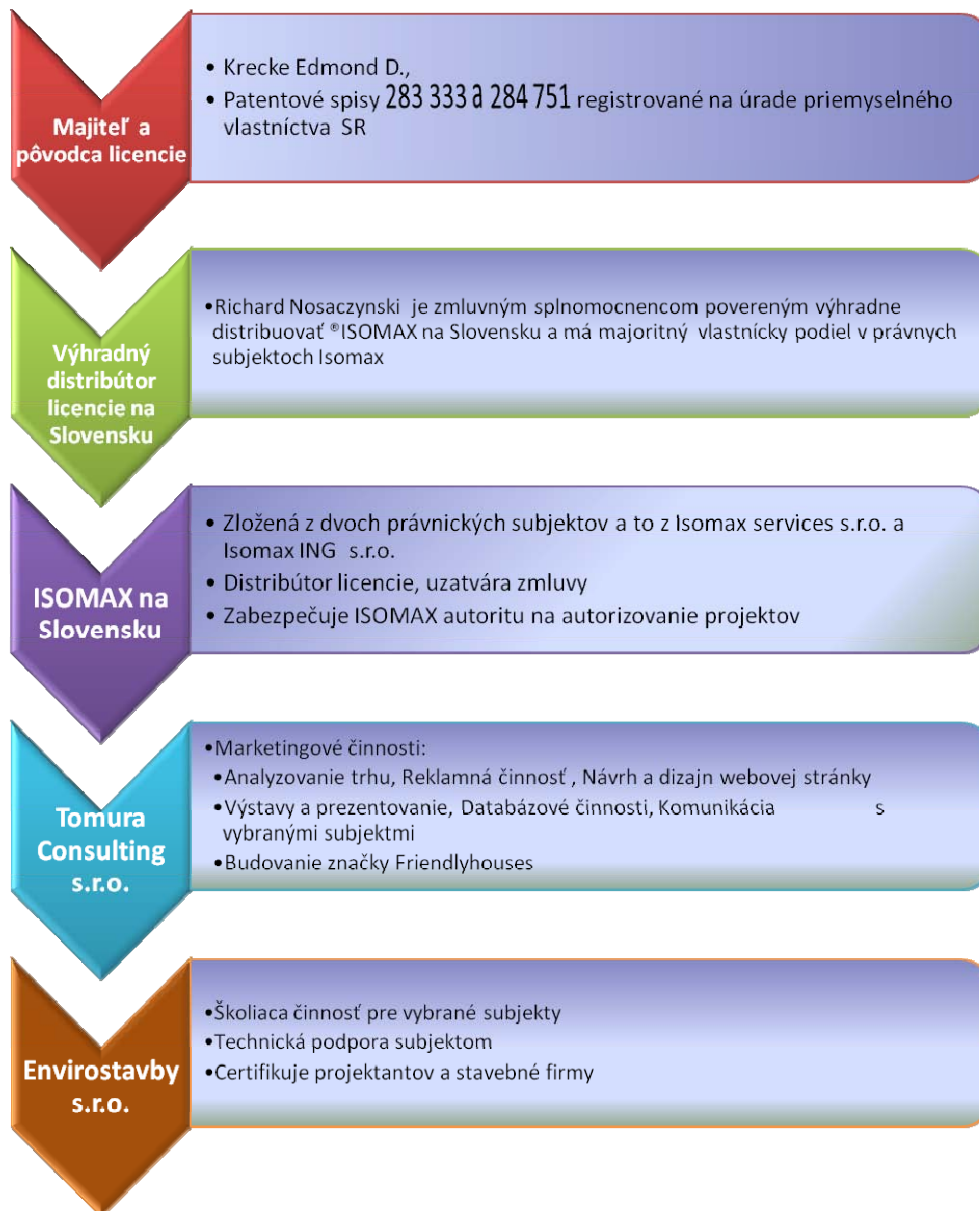 Majiteľ a
pôvodca licencie
• Krecke Edmond D.,
• Patentové spisy 283 333 a 284 751 registrované na úrade priemyselného
vlastníctva SR
Výhradný
distribútor
licencie na
Slovensku
•Richard Nosaczynski je zmluvným splnomocnencom povereným výhradne
distribuovať ®ISOMAX na Slovensku a má majoritný vlastnícky podiel v právnych
subjektoch Isomax
ISOMAX na
Slovensku
• Zložená z dvoch právnických subjektov a to z Isomax services s.r.o. a
Isomax ING s.r.o.
• Distribútor licencie, uzatvára zmluvy
• Zabezpečuje ISOMAX autoritu na autorizovanie projektov
Tomura
Consulting
s.r.o.
•Marketingové činnosti:
•Analyzovanie trhu, Reklamná činnosť , Návrh a dizajn webovej stránky
•Výstavy a prezentovanie, Databázové činnosti, Komunikácia s
vybranými subjektmi
•Budovanie značky Friendlyhouses
Envirostavby
s.r.o.
•Školiaca činnosť pre vybrané subjekty
•Technická podpora subjektom
•Certifikuje projektantov a stavebné firmy